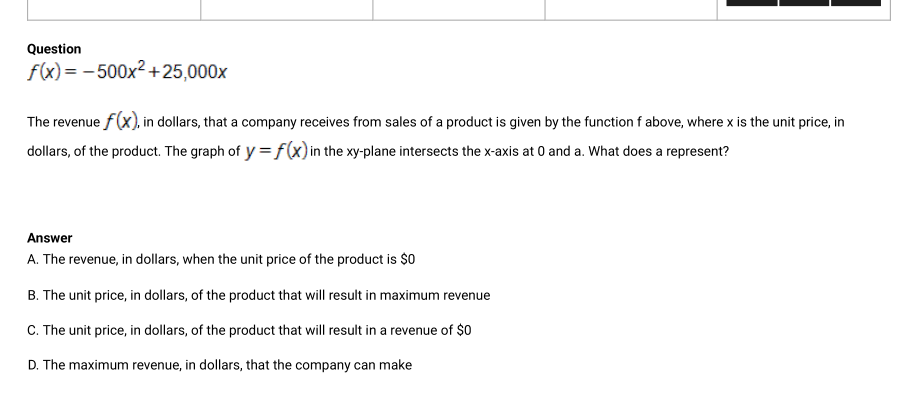 Question
f(x) = −500x² + 25,000x
The revenue f(x), in dollars, that a company receives from sales of a product is given by the function f above, where x is the unit price, in
dollars, of the product. The graph of y = f(x) in the xy-plane intersects the x-axis at 0 and a. What does a represent?
Answer
A. The revenue, in dollars, when the unit price of the product is $0
B. The unit price, in dollars, of the product that will result in maximum revenue
C. The unit price, in dollars, of the product that will result in a revenue of $0
D. The maximum revenue, in dollars, that the company can make